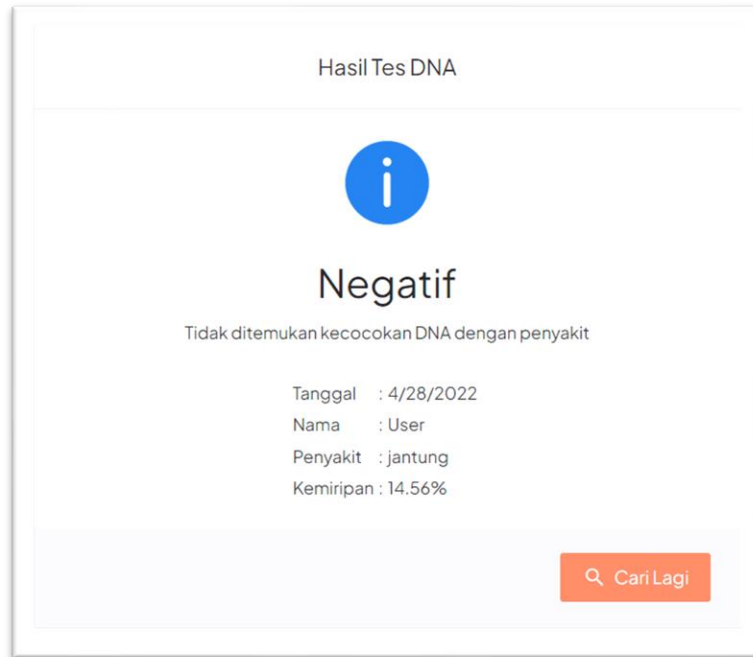 Hasil Tes DNA
Negatif
Tidak ditemukan kecocokan DNA dengan penyakit
Tanggal : 4/28/2022
Nama : User
Penyakit : jantung
Kemiripan : 14.56%
Cari Lagi